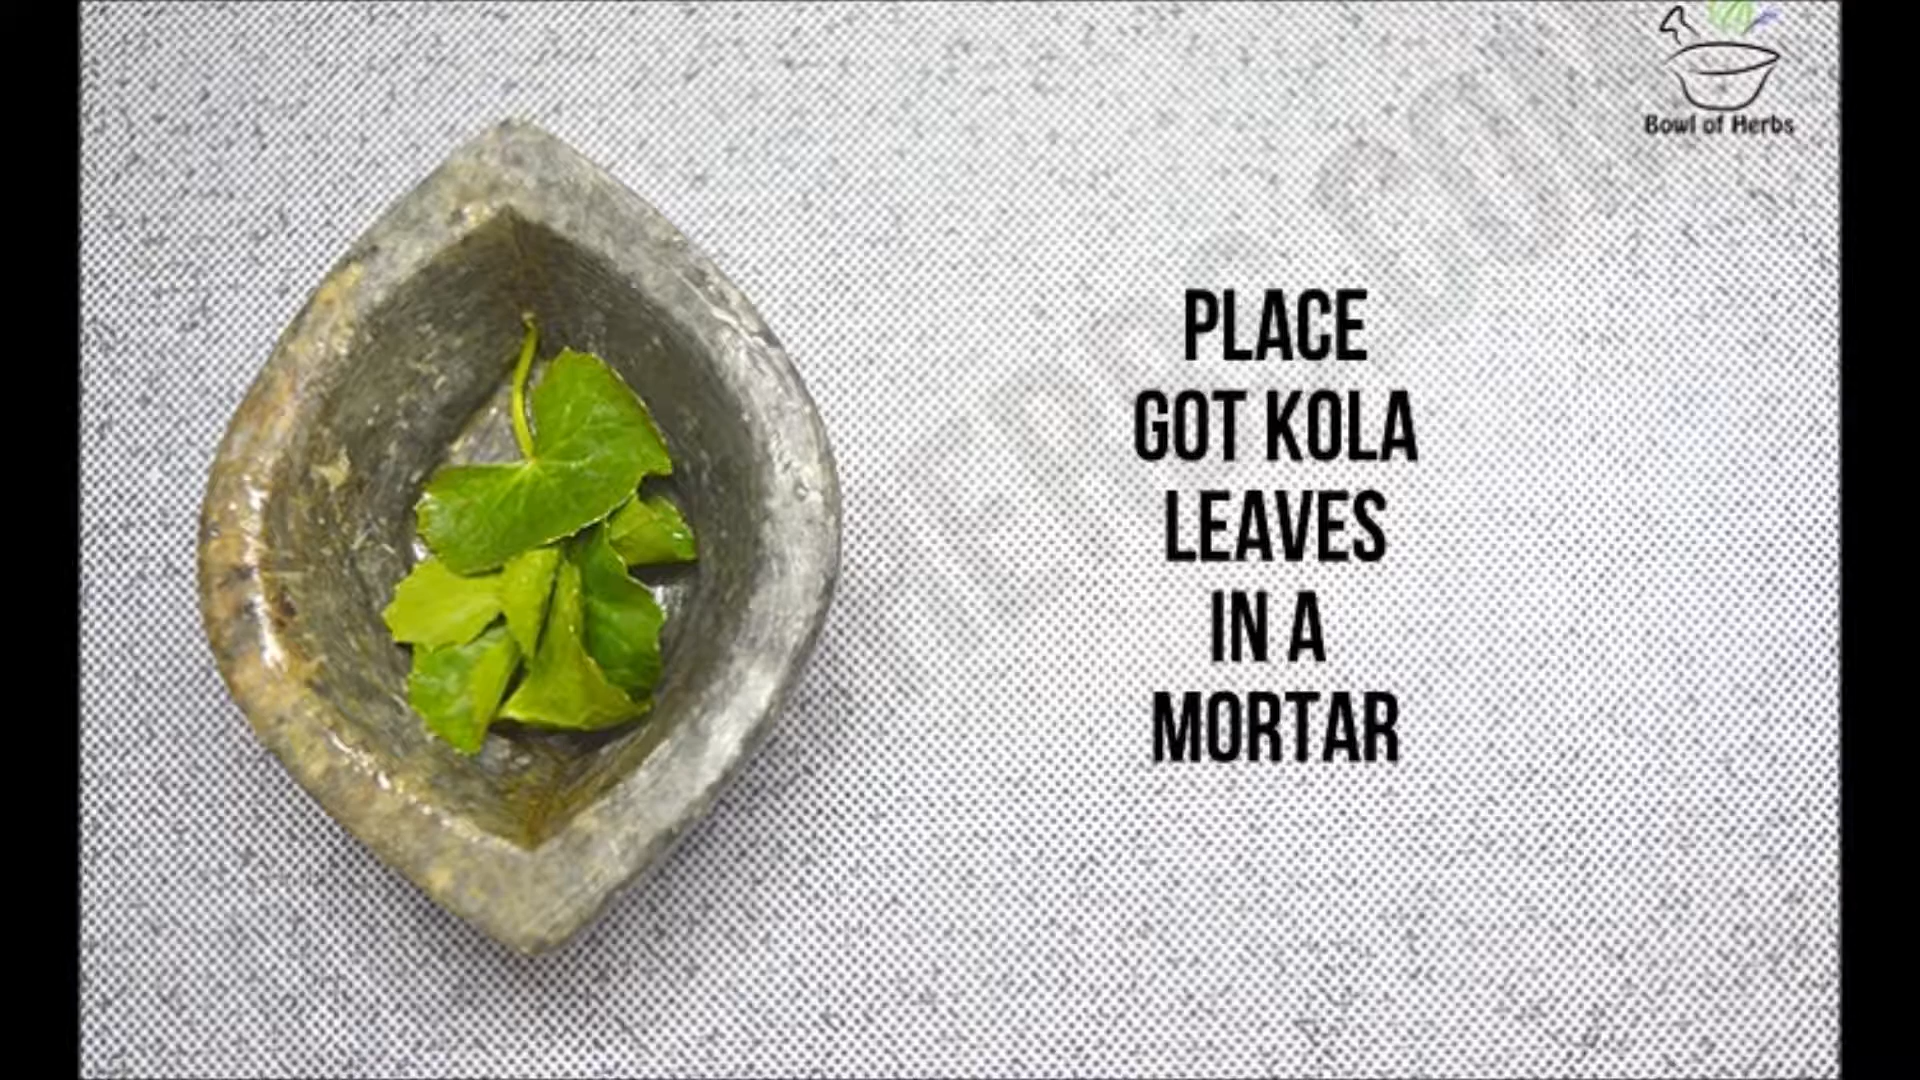 Bowl of Herbs
PLACE
GOT KOLA
LEAVES
IN A
MORTAR